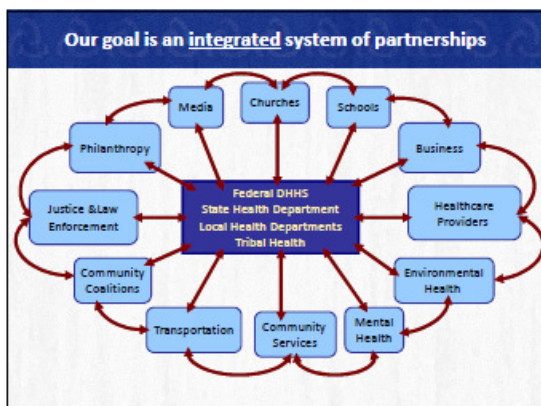 Our goal is an integrated system of partnerships
Churches
Media
Schools
Philanthropy
Business
Federal DHHS
State Health Department
Local Health Departments
Tribal Health
Justice &Law
Enforcement
Healthcare
Providers
Community
Coalitions
Environmental
Health
Transportation
Community
Services
Mental
Health